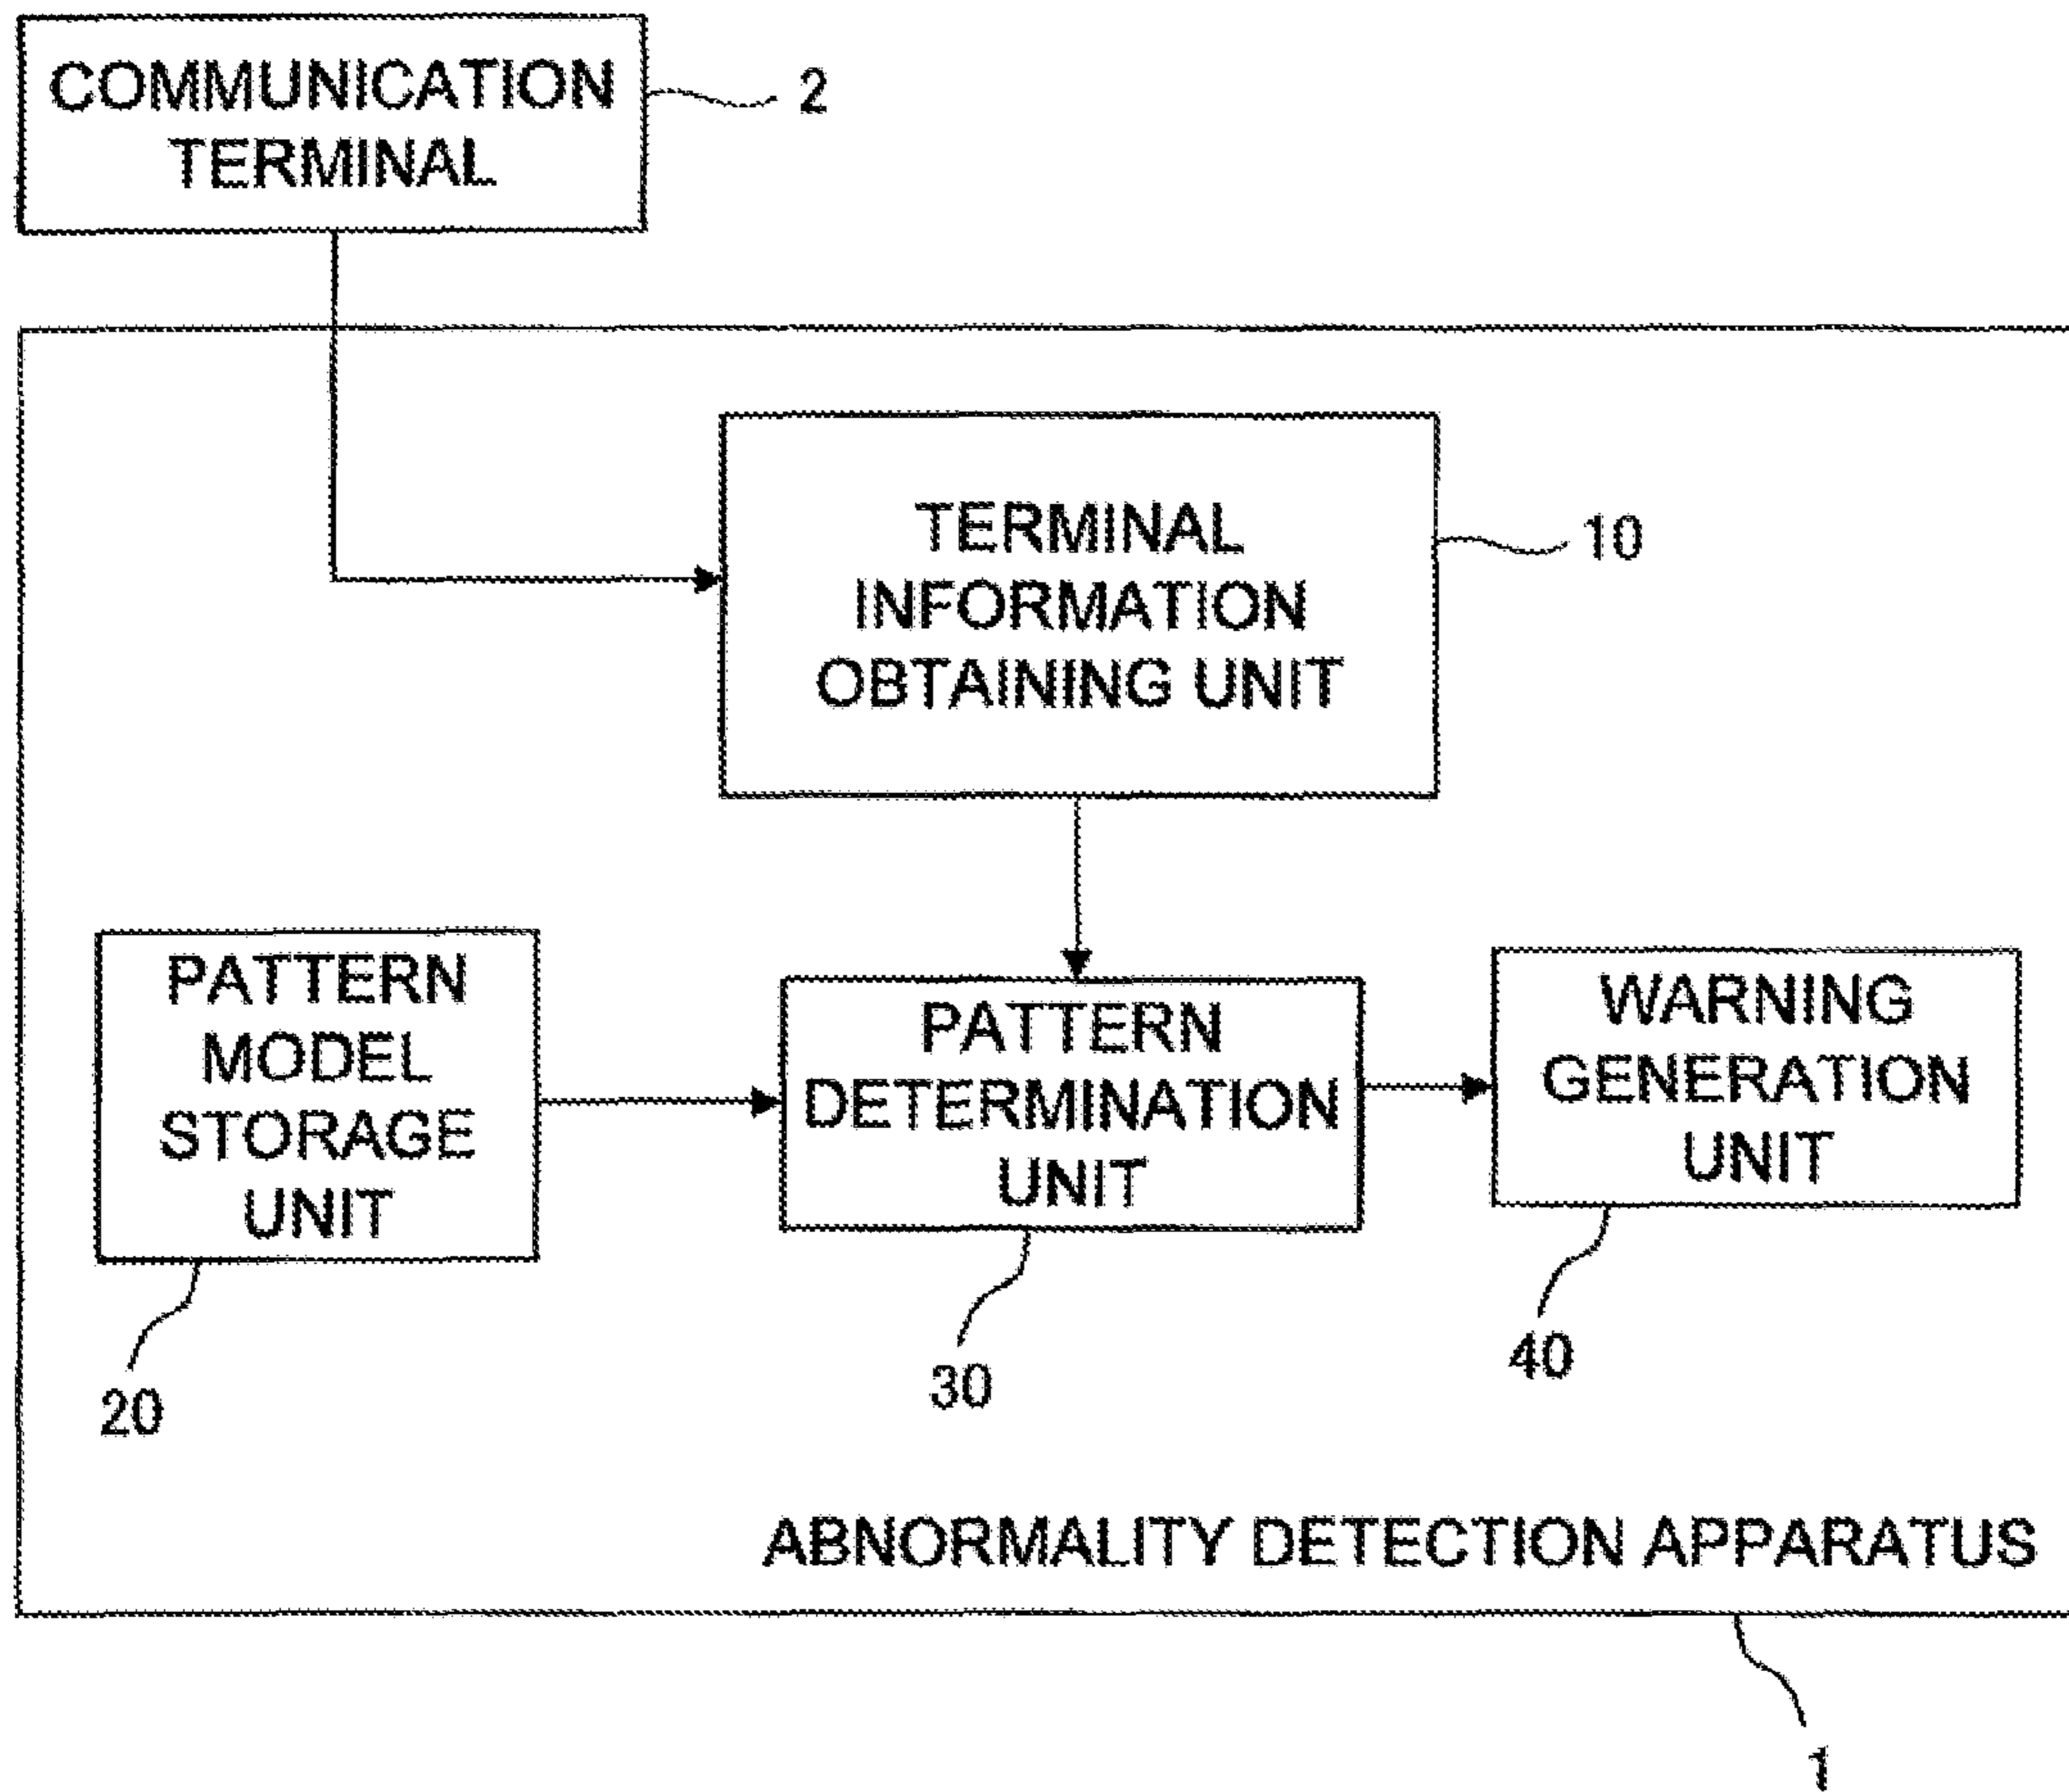 COMMUNICATION
TERMINAL
2
TERMINAL
INFORMATION
OBTAINING UNIT
10
PATTERN
MODEL
STORAGE
UNIT
20
PATTERN
DETERMINATION
UNIT
30
WARNING
GENERATION
UNIT
40
ABNORMALITY DETECTION APPARATUS
1